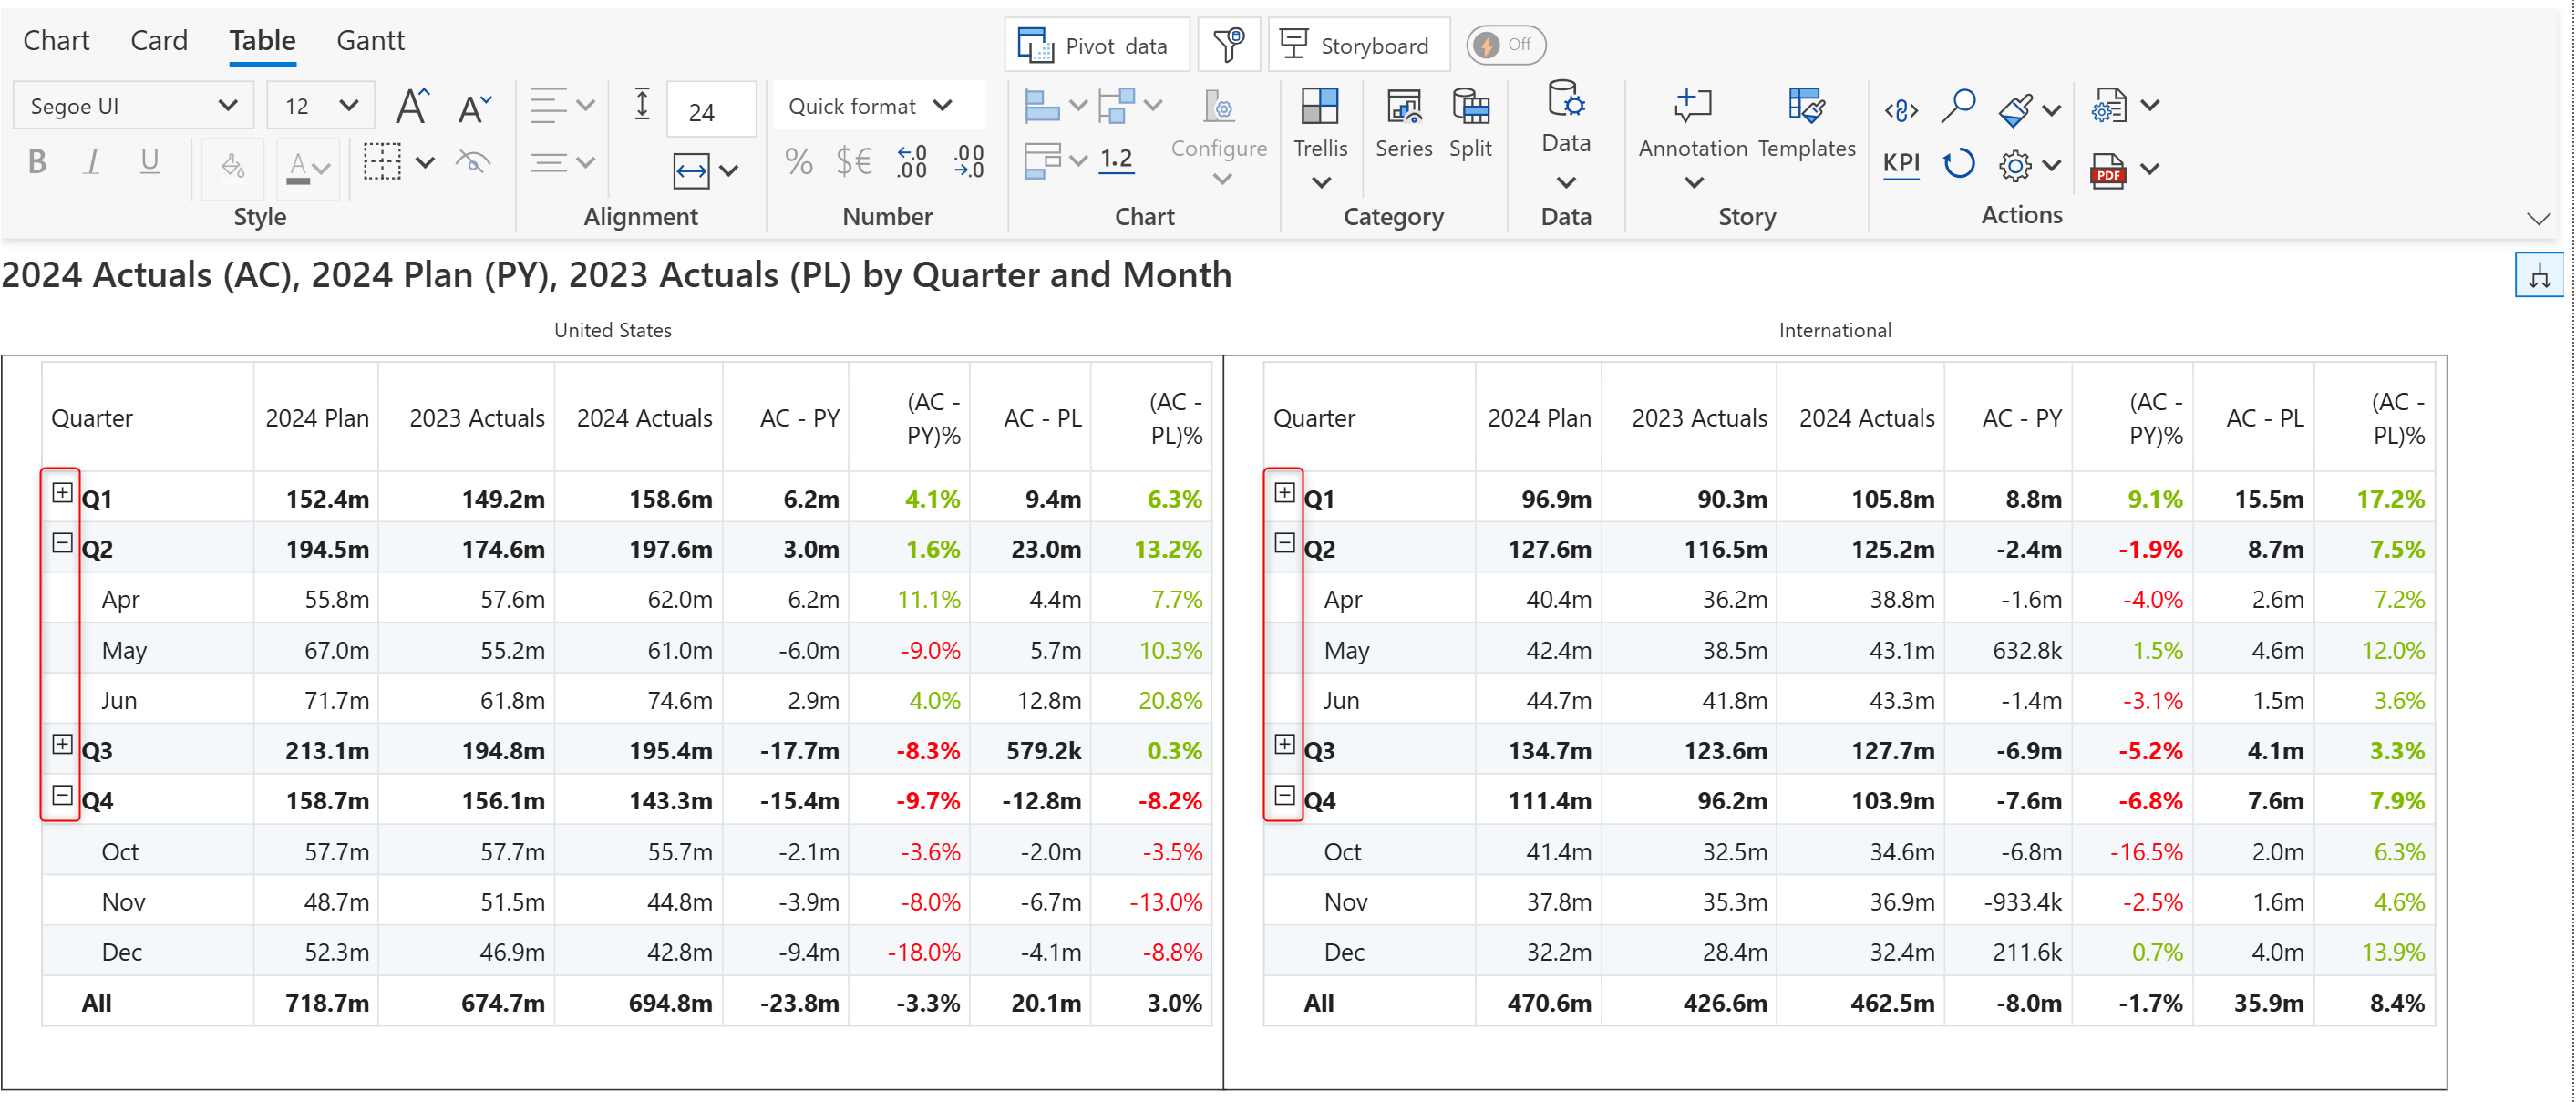 Chart Card Table Gantt
Pivot data Storyboard Off
Segoe UI 12 A A 24 Quick format 1.2 Configure Trellis Series Split Data Annotation Templates
B I U A % $€ .0 .00 .00 .0 KPI PDF
Style Alignment Number Chart Category Data Story Actions
2024 Actuals (AC), 2024 Plan (PY), 2023 Actuals (PL) by Quarter and Month
United States
Quarter 2024 Plan 2023 Actuals 2024 Actuals AC - PY (AC - PY)% AC - PL (AC - PL)%
Q1 152.4m 149.2m 158.6m 6.2m 4.1% 9.4m 6.3%
Q2 194.5m 174.6m 197.6m 3.0m 1.6% 23.0m 13.2%
Apr 55.8m 57.6m 62.0m 6.2m 11.1% 4.4m 7.7%
May 67.0m 55.2m 61.0m -6.0m -9.0% 5.7m 10.3%
Jun 71.7m 61.8m 74.6m 2.9m 4.0% 12.8m 20.8%
Q3 213.1m 194.8m 195.4m -17.7m -8.3% 579.2k 0.3%
Q4 158.7m 156.1m 143.3m -15.4m -9.7% -12.8m -8.2%
Oct 57.7m 57.7m 55.7m -2.1m -3.6% -2.0m -3.5%
Nov 48.7m 51.5m 44.8m -3.9m -8.0% -6.7m -13.0%
Dec 52.3m 46.9m 42.8m -9.4m -18.0% -4.1m -8.8%
All 718.7m 674.7m 694.8m -23.8m -3.3% 20.1m 3.0%
International
Quarter 2024 Plan 2023 Actuals 2024 Actuals AC - PY (AC - PY)% AC - PL (AC - PL)%
Q1 96.9m 90.3m 105.8m 8.8m 9.1% 15.5m 17.2%
Q2 127.6m 116.5m 125.2m -2.4m -1.9% 8.7m 7.5%
Apr 40.4m 36.2m 38.8m -1.6m -4.0% 2.6m 7.2%
May 42.4m 38.5m 43.1m 632.8k 1.5% 4.6m 12.0%
Jun 44.7m 41.8m 43.3m -1.4m -3.1% 1.5m 3.6%
Q3 134.7m 123.6m 127.7m -6.9m -5.2% 4.1m 3.3%
Q4 111.4m 96.2m 103.9m -7.6m -6.8% 7.6m 7.9%
Oct 41.4m 32.5m 34.6m -6.8m -16.5% 2.0m 6.3%
Nov 37.8m 35.3m 36.9m -933.4k -2.5% 1.6m 4.6%
Dec 32.2m 28.4m 32.4m 211.6k 0.7% 4.0m 13.9%
All 470.6m 426.6m 462.5m -8.0m -1.7% 35.9m 8.4%